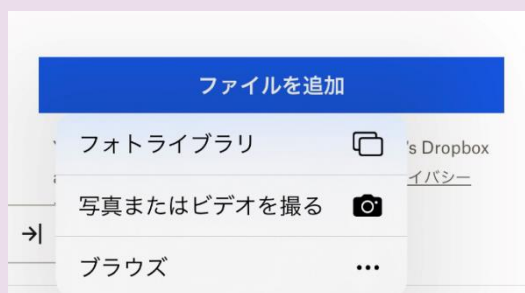 ファイルを追加
フォトライブラリ
's Dropbox
イバシー
写真またはビデオを撮る
ブラウズ